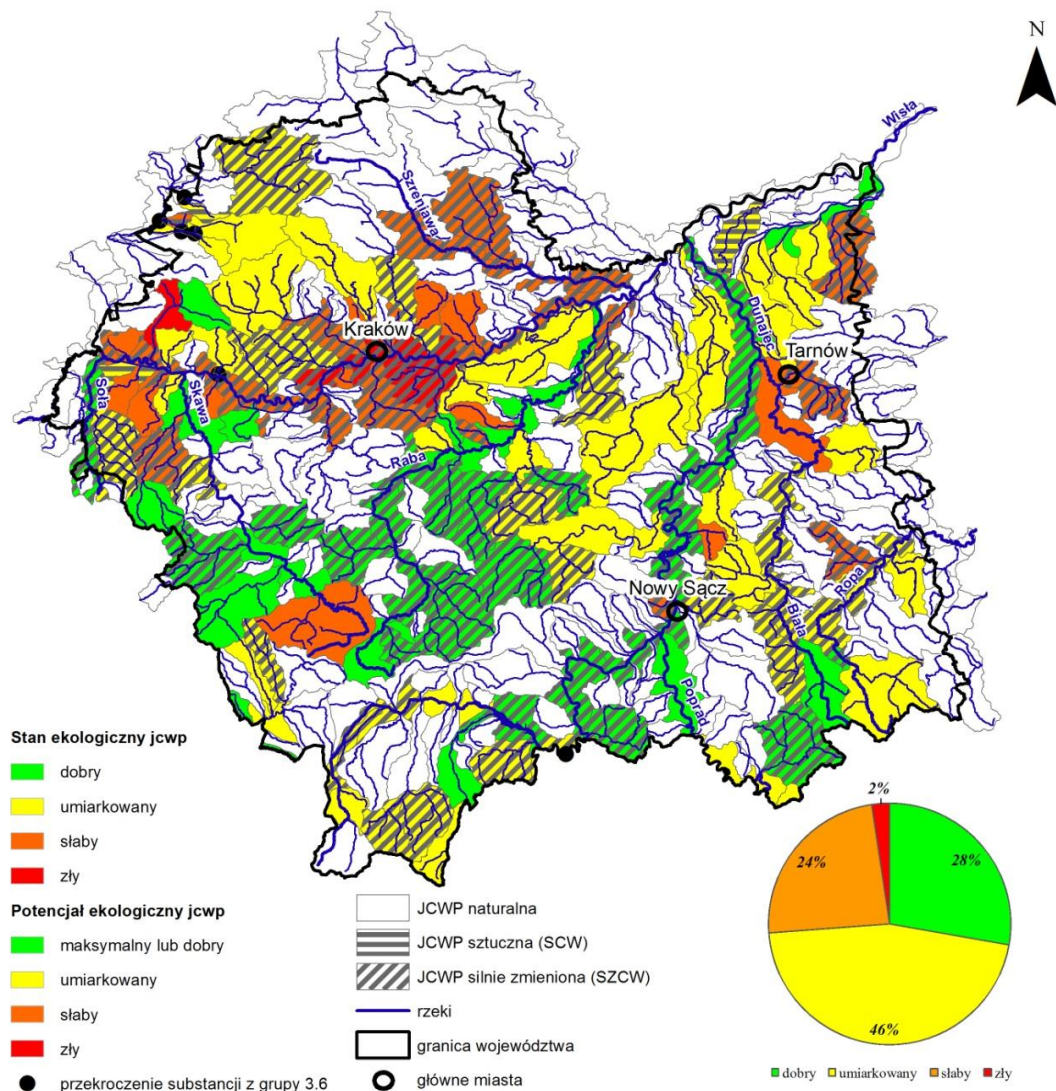 N
Wisła
Szreniawa
Kraków
Dunajec
Tarnów
Soła
Skawa
Raba
Nowy Sącz
Ropa
Biała
Poprad
Stan ekologiczny jcwp
dobry
umiarkowany
słaby
zły
Potencjał ekologiczny jcwp
maksymalny lub dobry
umiarkowany
słaby
zły
przekroczenie substancji z grupy 3.6
JCWP naturalna
JCWP sztuczna (SCW)
JCWP silnie zmieniona (SZCW)
rzeki
granica województwa
główne miasta
2%
24%
28%
46%
dobry umiarkowany słaby zły